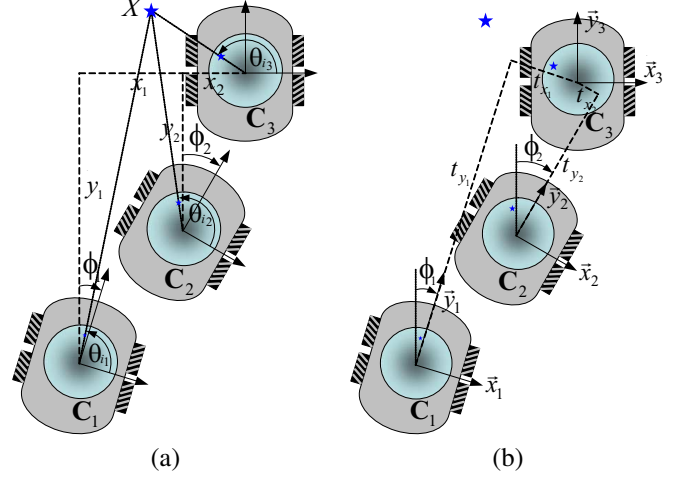 X
θi3
x1
x2
C3
y2
ϕ2
y1
θi2
C2
ϕ1
θi1
C1
(a)
y⃗3
x⃗3
tx1
tx2
C3
ϕ2
ty1
ty2
y⃗2
x⃗2
C2
ϕ1
y⃗1
x⃗1
C1
(b)